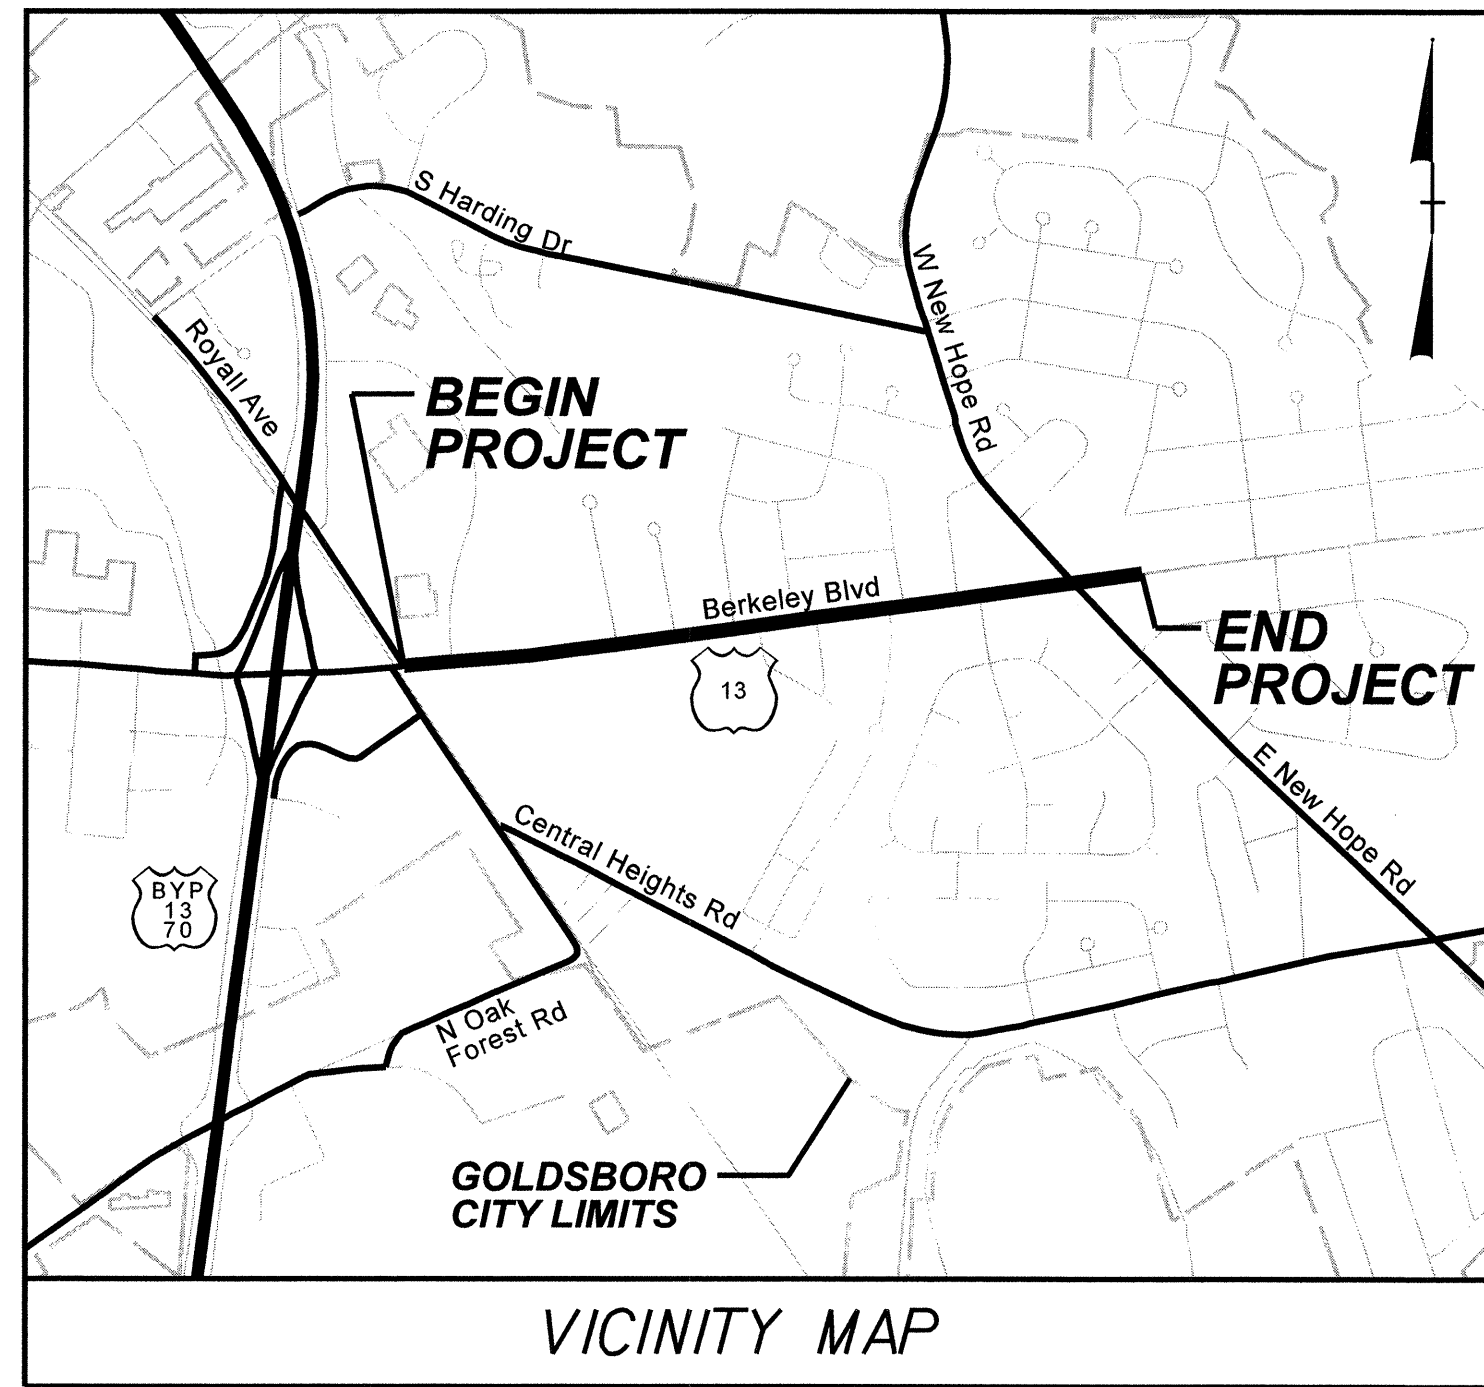 S Harding Dr
W New Hope Rd
Royall Ave
BEGIN
PROJECT
Berkeley Blvd
END
PROJECT
13
E New Hope Rd
Central Heights Rd
BYP
13
70
N Oak
Forest Rd
GOLDSBORO
CITY LIMITS
VICINITY MAP